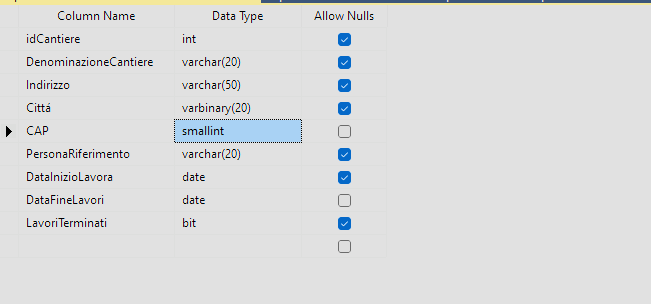 Column Name Data Type Allow Nulls
idCantiere int
DenominazioneCantiere varchar(20)
Indirizzo varchar(50)
Cittá varbinary(20)
CAP smallint
PersonaRiferimento varchar(20)
DataInizioLavora date
DataFineLavori date
LavoriTerminati bit